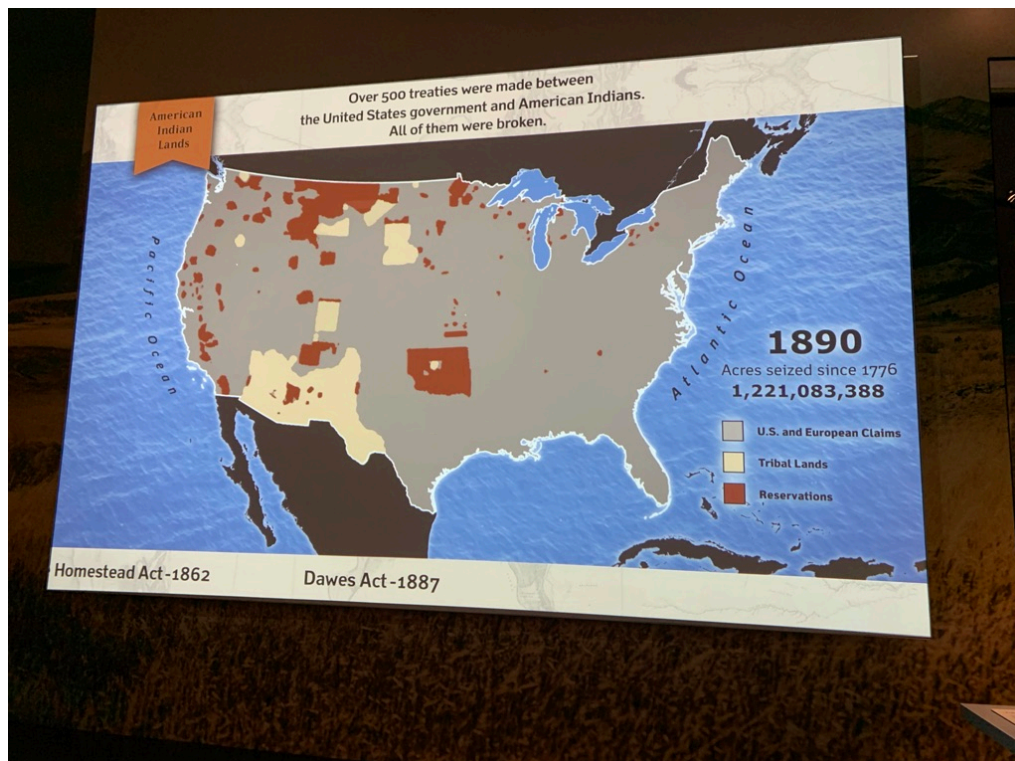 American
Indian
Lands
Over 500 treaties were made between
the United States government and American Indians.
All of them were broken.
Pacific Ocean
Atlantic Ocean
1890
Acres seized since 1776
1,221,083,388
U.S. and European Claims
Tribal Lands
Reservations
Homestead Act-1862
Dawes Act-1887